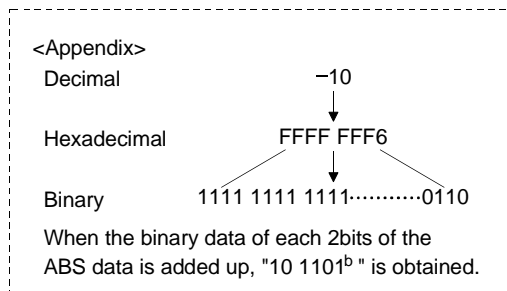 <Appendix>
Decimal −10
Hexadecimal FFFF FFF6
Binary 1111 1111 1111···········0110
When the binary data of each 2bits of the
ABS data is added up, "10 1101ᵇ " is obtained.